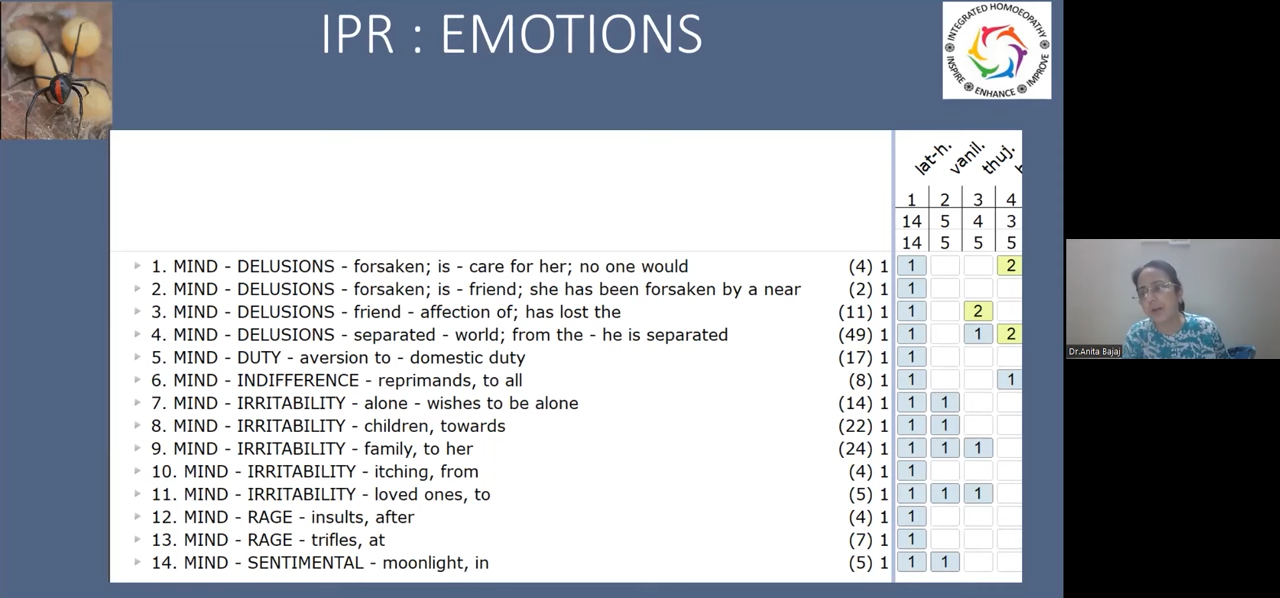 IPR : EMOTIONS
INTEGRATED HOMOEOPATHY
INSPIRE ENHANCE IMPROVE
lat-h. vanil. thuj.
1 2 3 4
14 5 4 3
14 5 5 5
1. MIND - DELUSIONS - forsaken; is - care for her; no one would (4) 1 1 2
2. MIND - DELUSIONS - forsaken; is - friend; she has been forsaken by a near (2) 1 1
3. MIND - DELUSIONS - friend - affection of; has lost the (11) 1 1 2
4. MIND - DELUSIONS - separated - world; from the - he is separated (49) 1 1 1 2
5. MIND - DUTY - aversion to - domestic duty (17) 1 1
6. MIND - INDIFFERENCE - reprimands, to all (8) 1 1 1
7. MIND - IRRITABILITY - alone - wishes to be alone (14) 1 1 1
8. MIND - IRRITABILITY - children, towards (22) 1 1 1
9. MIND - IRRITABILITY - family, to her (24) 1 1 1 1
10. MIND - IRRITABILITY - itching, from (4) 1 1
11. MIND - IRRITABILITY - loved ones, to (5) 1 1 1 1
12. MIND - RAGE - insults, after (4) 1 1
13. MIND - RAGE - trifles, at (7) 1 1
14. MIND - SENTIMENTAL - moonlight, in (5) 1 1 1
Dr.Anita Bajaj